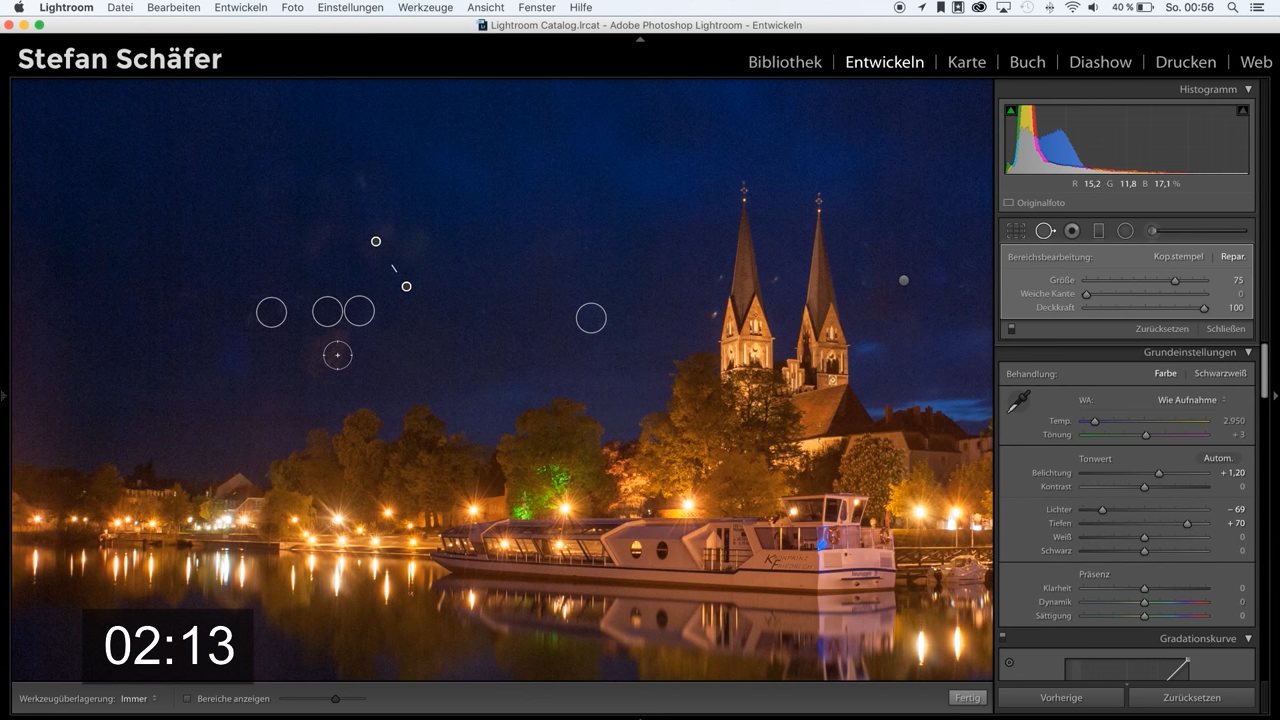 Lightroom Datei Bearbeiten Entwickeln Foto Einstellungen Werkzeuge Ansicht Fenster Hilfe 40 % So. 00:56
Lightroom Catalog.lrcat - Adobe Photoshop Lightroom - Entwickeln
Stefan Schäfer
Bibliothek | Entwickeln | Karte | Buch | Diashow | Drucken | Web
Histogramm
R 15,2 G 11,8 B 17,1 %
Originalfoto
Bereichsbearbeitung: Kop.stempel Repar.
Größe 75
Weiche Kante 0
Deckkraft 100
Zurücksetzen Schließen
Grundeinstellungen
Behandlung: Farbe | Schwarzweiß
WA: Wie Aufnahme
Temp. 2.950
Tönung + 3
Tonwert Autom.
Belichtung + 1,20
Kontrast 0
Lichter − 69
Tiefen + 70
Weiß 0
Schwarz 0
Präsenz
Klarheit 0
Dynamik 0
Sättigung 0
Gradationskurve
02:13
Werkzeugüberlagerung: Immer Bereiche anzeigen Fertig
Vorherige Zurücksetzen